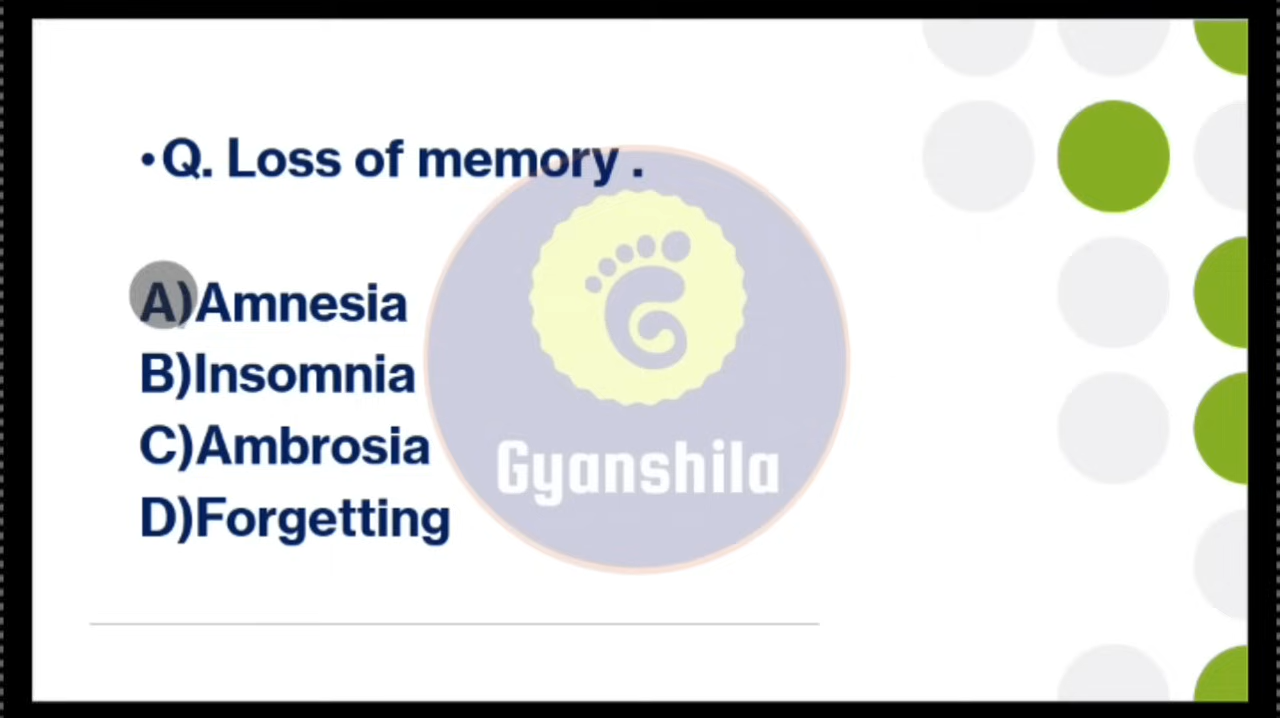 •Q. Loss of memory .
A)Amnesia
B)Insomnia
C)Ambrosia
D)Forgetting
Gyanshila